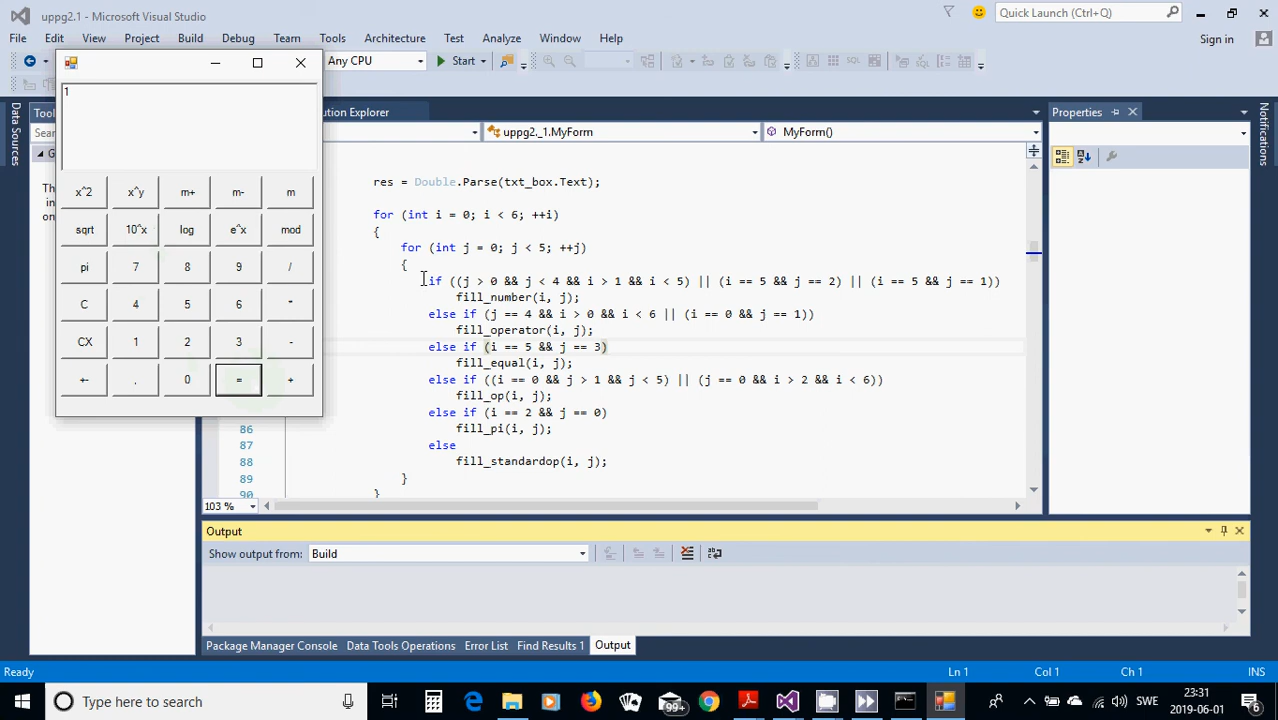 uppg2.1 - Microsoft Visual Studio
Quick Launch (Ctrl+Q)
File Edit View Project Build Debug Team Tools Architecture Test Analyze Window Help
Sign in
Any CPU
Start
1
Data Sources
ution Explorer
Properties
Notifications
uppg2._1.MyForm
MyForm()
res = Double.Parse(txt_box.Text);
for (int i = 0; i < 6; ++i)
{
for (int j = 0; j < 5; ++j)
{
if ((j > 0 && j < 4 && i > 1 && i < 5) || (i == 5 && j == 2) || (i == 5 && j == 1))
fill_number(i, j);
else if (j == 4 && i > 0 && i < 6 || (i == 0 && j == 1))
fill_operator(i, j);
else if (i == 5 && j == 3)
fill_equal(i, j);
else if ((i == 0 && j > 1 && j < 5) || (j == 0 && i > 2 && i < 6))
fill_op(i, j);
86
else if (i == 2 && j == 0)
fill_pi(i, j);
87
else
88
fill_standardop(i, j);
89
}
90
}
x^2 x^y m+ m- m
sqrt 10^x log e^x mod
pi 7 8 9 /
C 4 5 6
CX 1 2 3 -
+- , 0 = +
103 %
Output
Show output from: Build
Package Manager Console Data Tools Operations Error List Find Results 1 Output
Ready
Ln 1 Col 1 Ch 1 INS
Type here to search
99+
SWE
23:31
2019-06-01
6